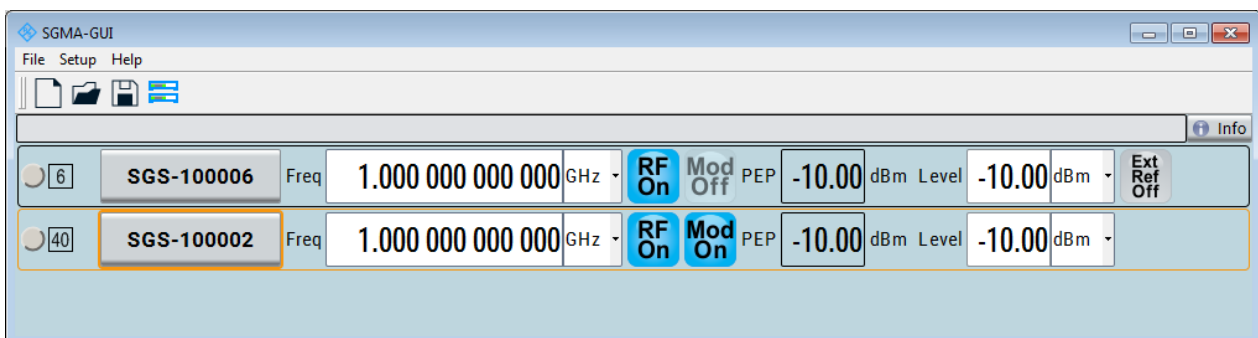 SGMA-GUI
File Setup Help
Info
6 SGS-100006 Freq 1.000 000 000 000 GHz RF On Mod Off PEP -10.00 dBm Level -10.00 dBm Ext Ref Off
40 SGS-100002 Freq 1.000 000 000 000 GHz RF On Mod On PEP -10.00 dBm Level -10.00 dBm